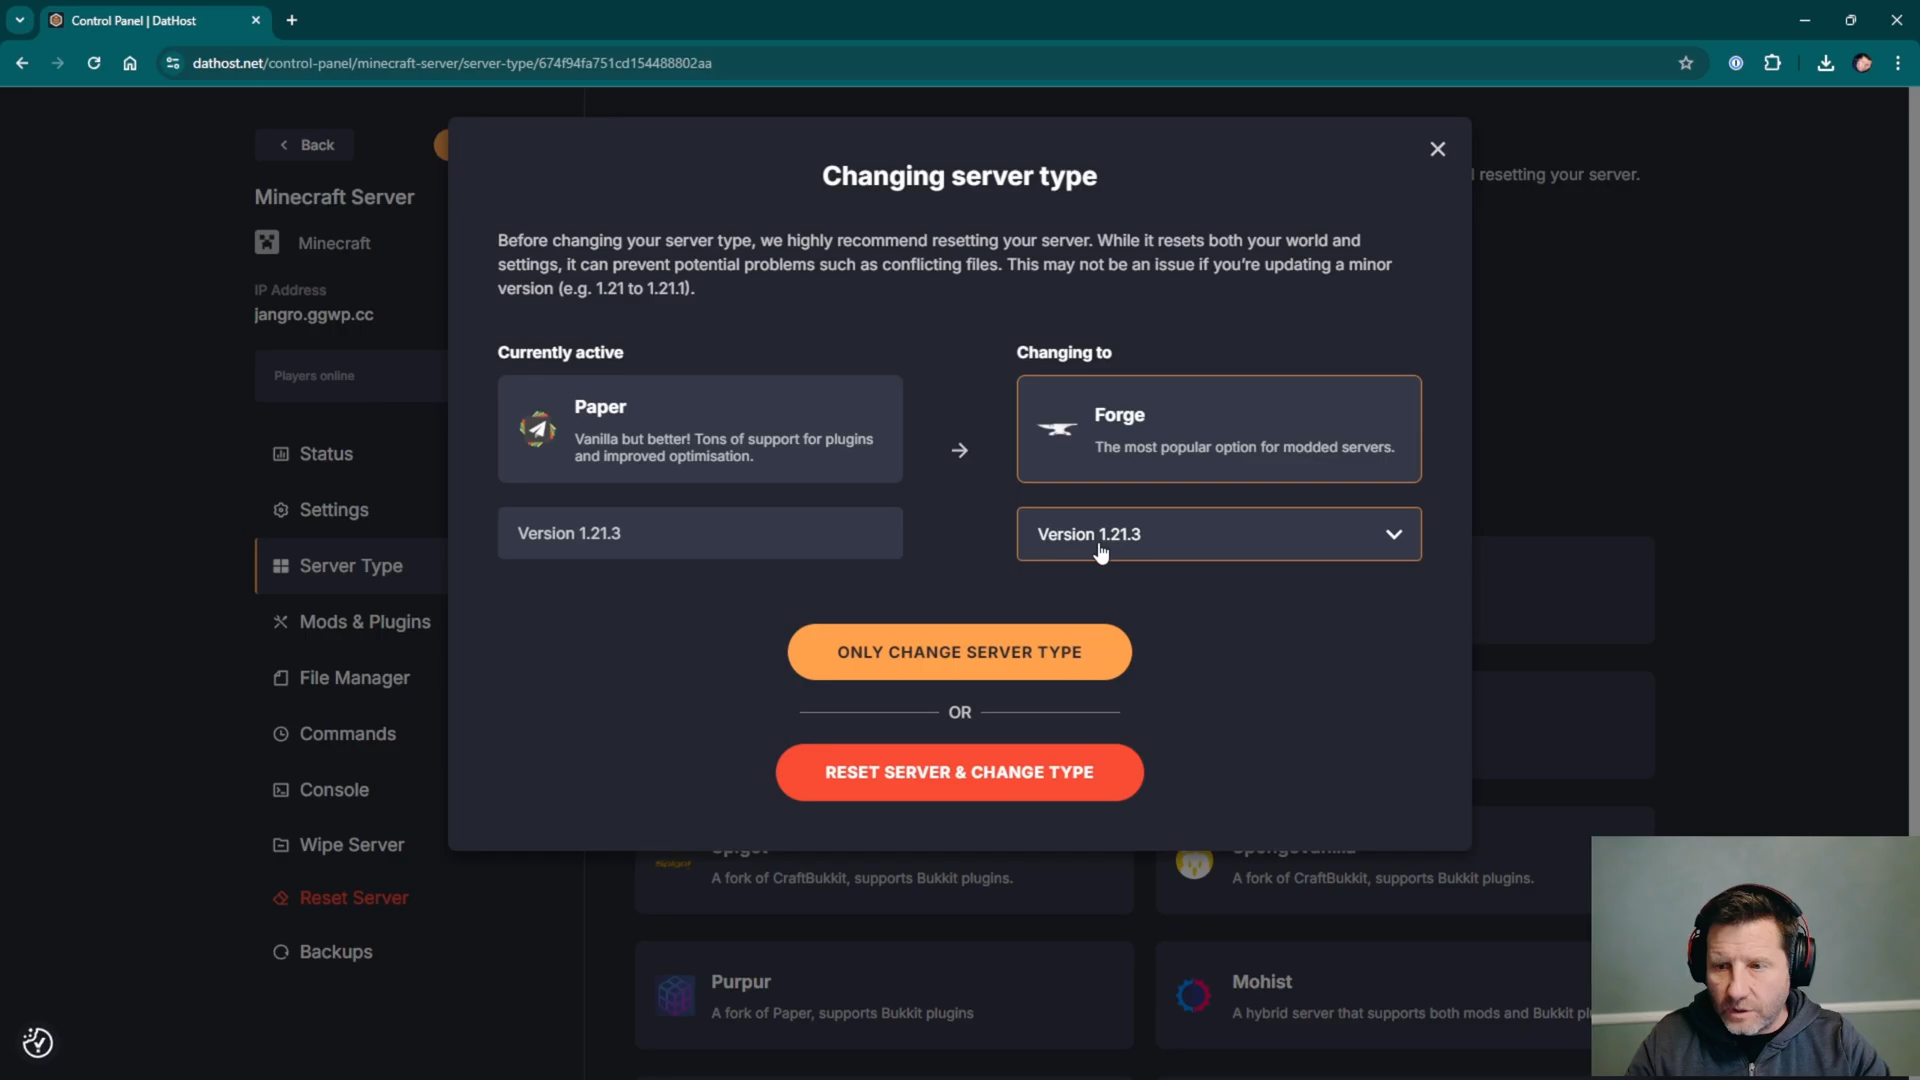 Control Panel | DatHost
dathost.net/control-panel/minecraft-server/server-type/674f94fa751cd154488802aa
Back
Minecraft Server
Minecraft
IP Address
jangro.ggwp.cc
Players online
Status
Settings
Server Type
Mods & Plugins
File Manager
Commands
Console
Wipe Server
Reset Server
Backups
resetting your server.
Changing server type
Before changing your server type, we highly recommend resetting your server. While it resets both your world and
settings, it can prevent potential problems such as conflicting files. This may not be an issue if you're updating a minor
version (e.g. 1.21 to 1.21.1).
Currently active
Paper
Vanilla but better! Tons of support for plugins
and improved optimisation.
Version 1.21.3
Changing to
Forge
The most popular option for modded servers.
Version 1.21.3
ONLY CHANGE SERVER TYPE
OR
RESET SERVER & CHANGE TYPE
A fork of CraftBukkit, supports Bukkit plugins.
A fork of CraftBukkit, supports Bukkit plugins.
Purpur
A fork of Paper, supports Bukkit plugins
Mohist
A hybrid server that supports both mods and Bukkit